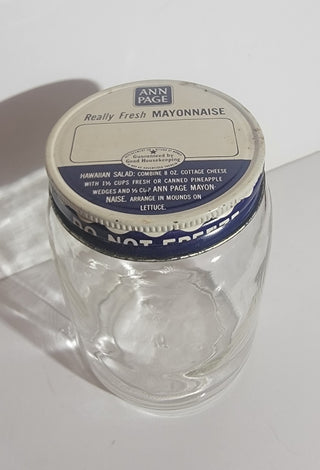 ANN
PAGE
Really Fresh MAYONNAISE
Guaranteed by
Good Housekeeping
HAWAIIAN SALAD: COMBINE 8 OZ. COTTAGE CHEESE
WITH 1½ CUPS FRESH OR CANNED PINEAPPLE
WEDGES AND ½ CUP ANN PAGE MAYON-
NAISE. ARRANGE IN MOUNDS ON
LETTUCE.
DO NOT FREEZE